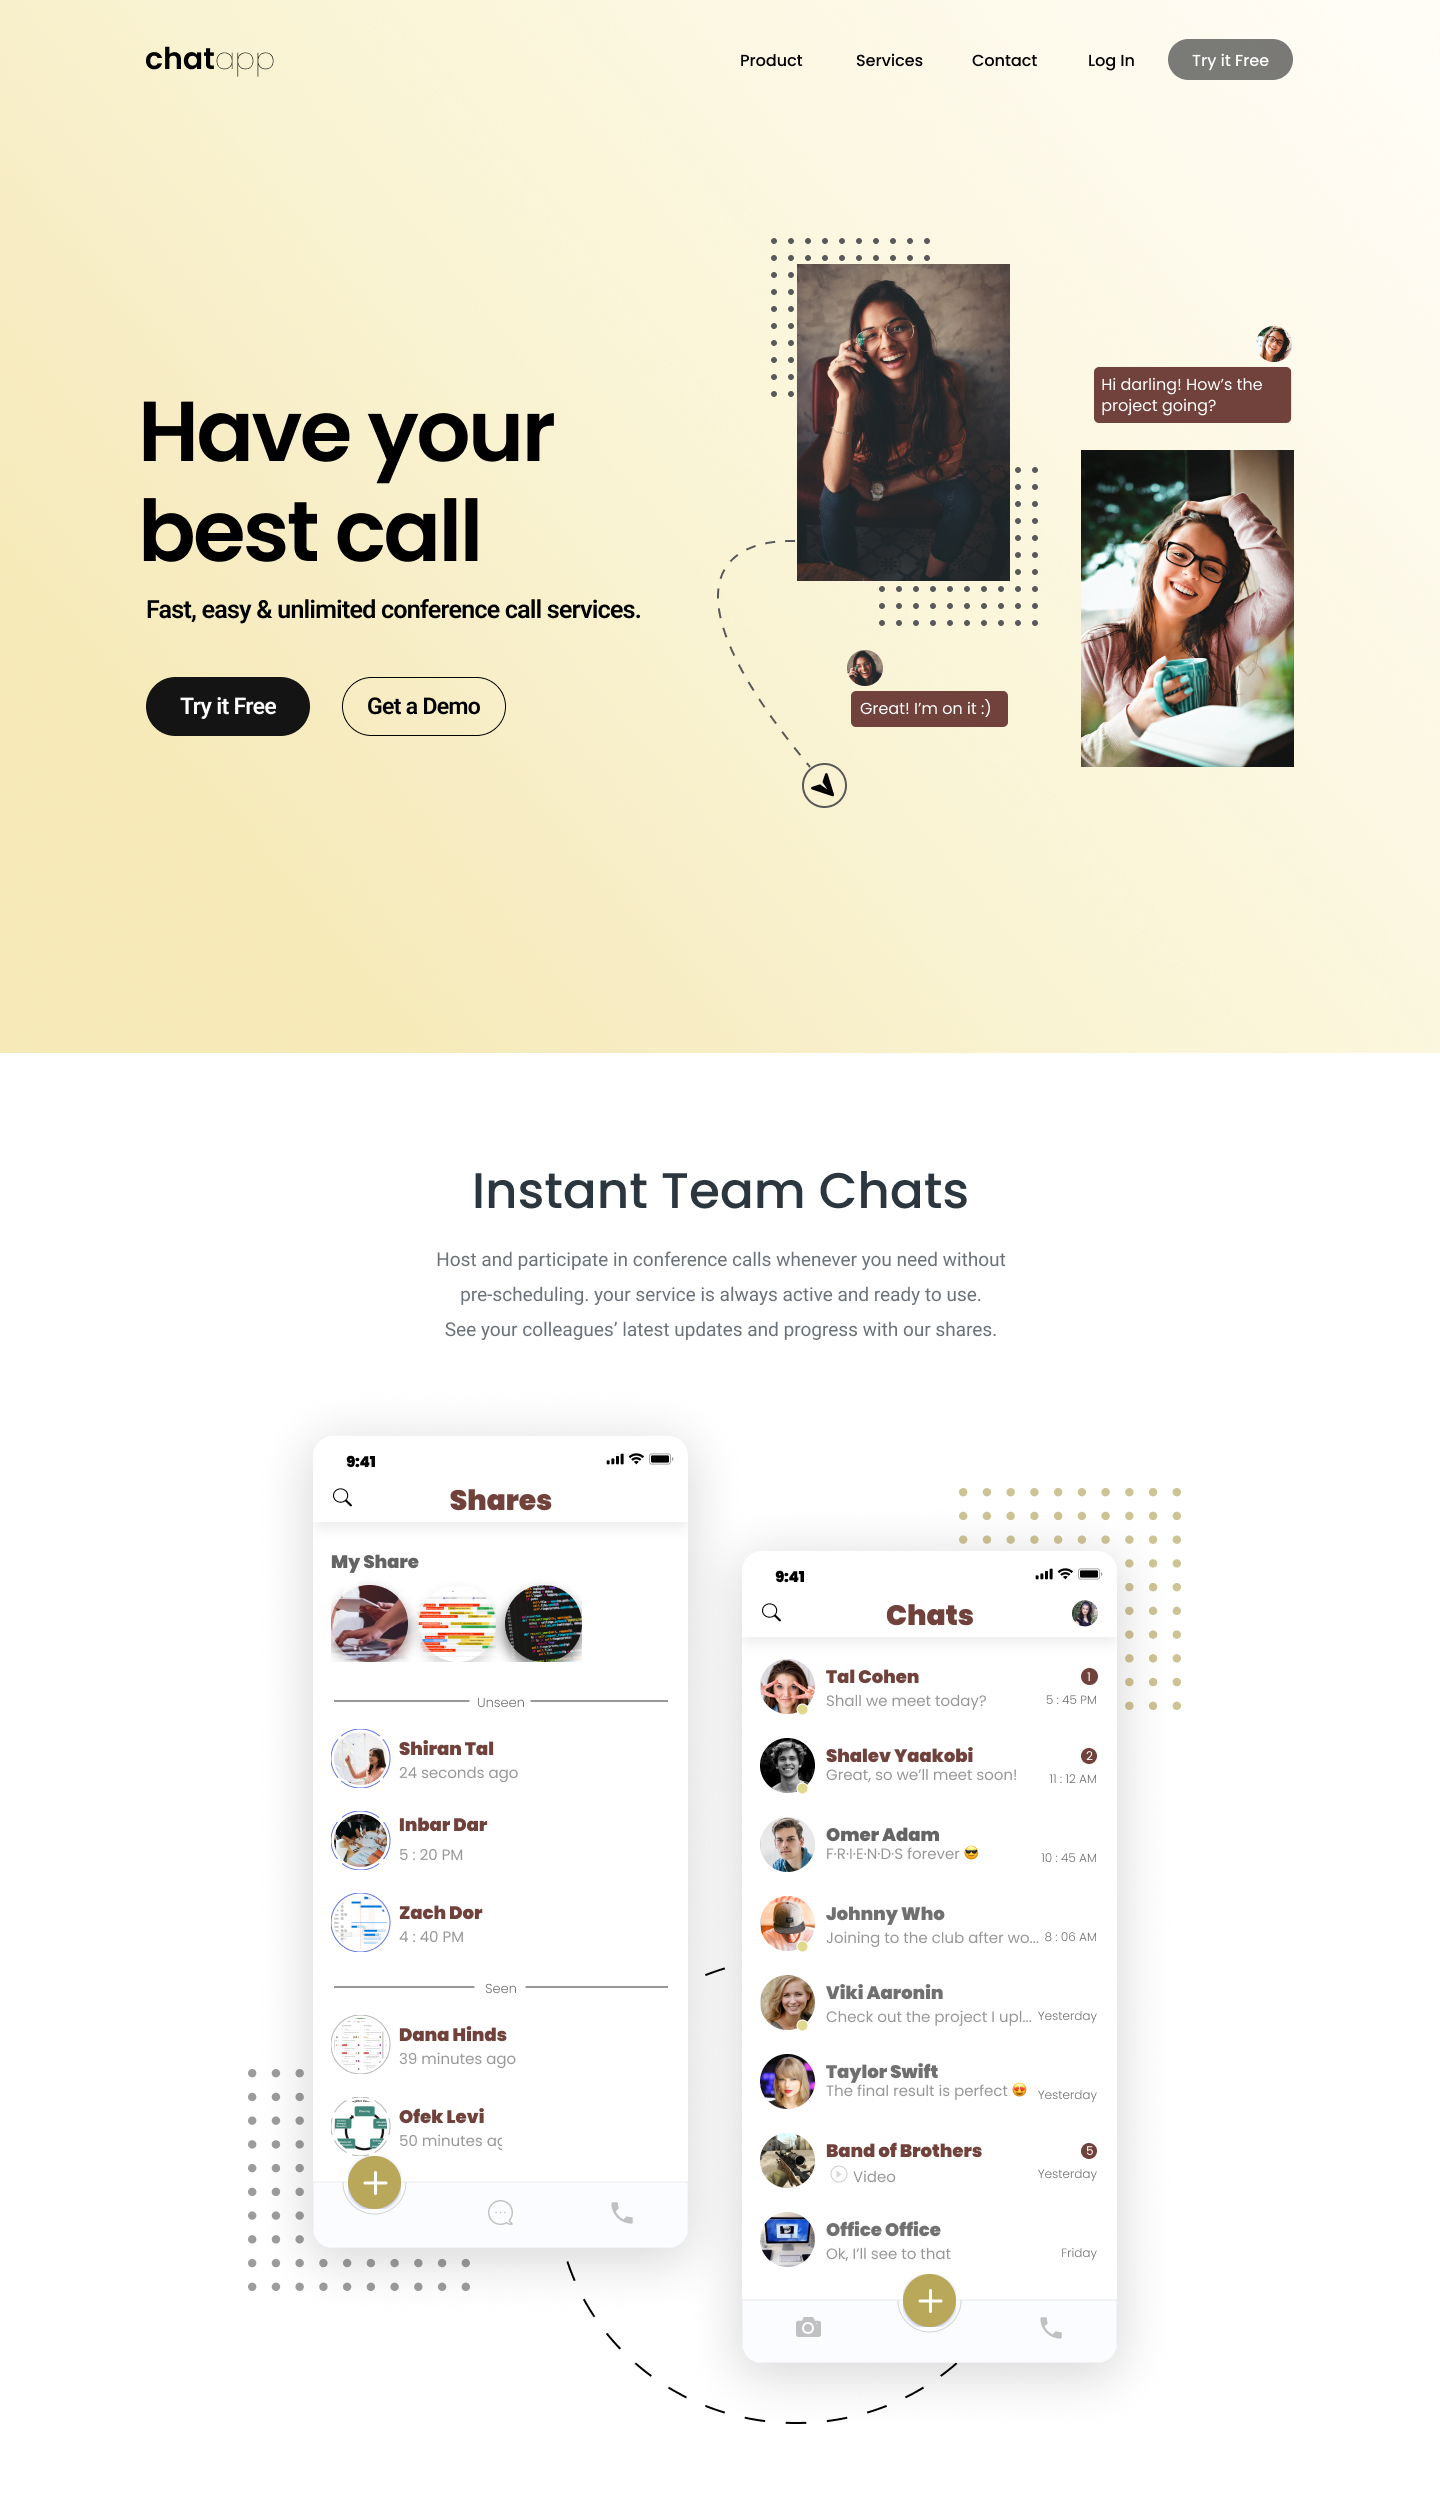 chatapp
Product Services Contact Log In Try it Free
Hi darling! How's the
project going?
Have your
best call
Fast, easy & unlimited conference call services.
Try it Free Get a Demo
Great! I'm on it :)
Instant Team Chats
Host and participate in conference calls whenever you need without
pre-scheduling. your service is always active and ready to use.
See your colleagues' latest updates and progress with our shares.
9:41
Shares
My Share
Unseen
Shiran Tal
24 seconds ago
Inbar Dar
5 : 20 PM
Zach Dor
4 : 40 PM
Seen
Dana Hinds
39 minutes ago
Ofek Levi
50 minutes ag
9:41
Chats
Tal Cohen 1
Shall we meet today? 5 : 45 PM
Shalev Yaakobi 2
Great, so we'll meet soon! 11 : 12 AM
Omer Adam
F·R·I·E·N·D·S forever 😎 10 : 45 AM
Johnny Who
Joining to the club after wo... 8 : 06 AM
Viki Aaronin
Check out the project I upl... Yesterday
Taylor Swift
The final result is perfect 😍 Yesterday
Band of Brothers 5
Video Yesterday
Office Office
Ok, I'll see to that Friday